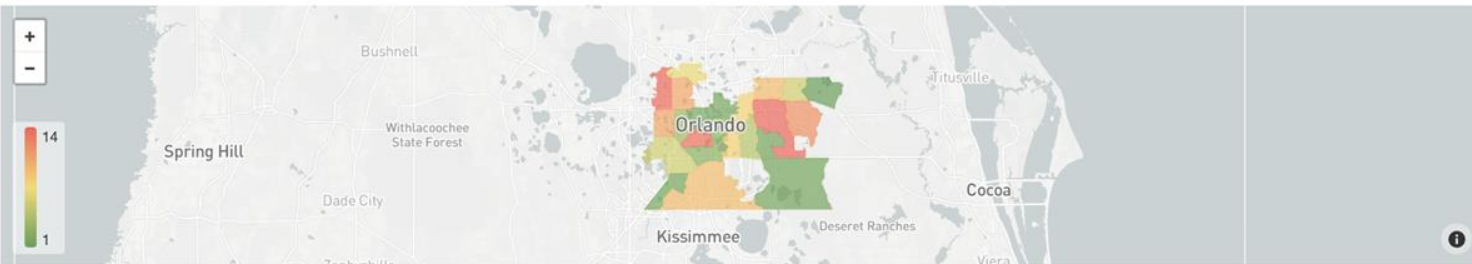 +
Bushnell
−
Titusville
14
Orlando
Withlacoochee
State Forest
Spring Hill
Cocoa
Dade City
1
Deseret Ranches
Kissimmee
i
Viera